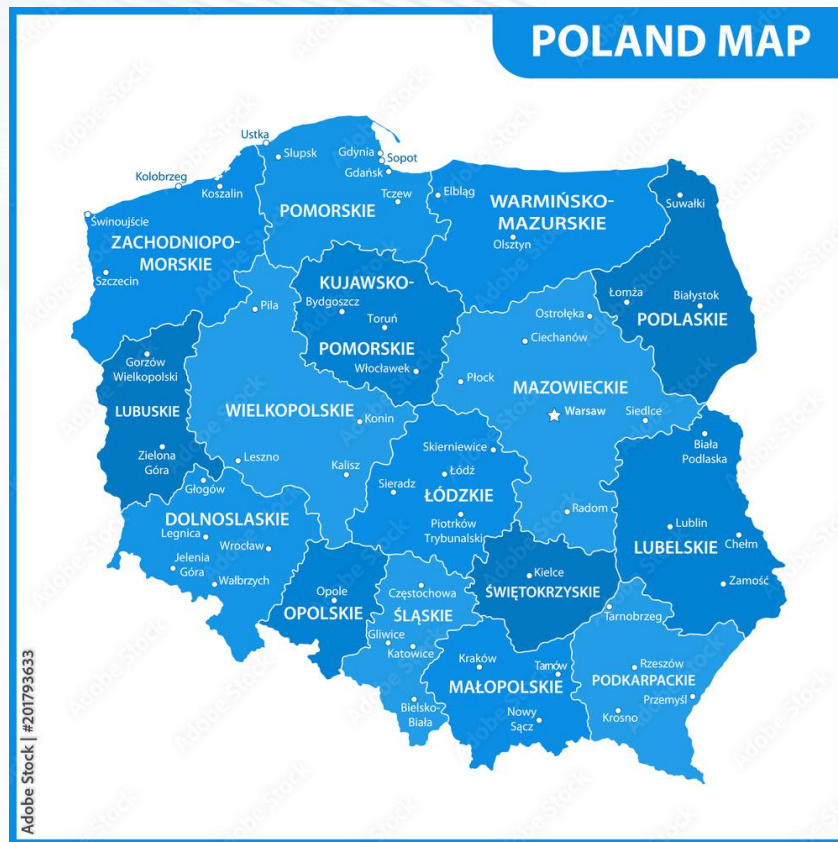 POLAND MAP
Ustka
Słupsk
Gdynia
Sopot
Gdańsk
Kolobrzeg
Koszalin
Tczew
Elbląg
Suwałki
POMORSKIE
WARMIŃSKO-
MAZURSKIE
Swinoujście
ZACHODNIOPO-
MORSKIE
Olsztyn
Szczecin
KUJAWSKO-
Bydgoszcz
Pila
Toruń
POMORSKIE
Włocławek
Łomża
Białystok
PODLASKIE
Ostrołęka
Ciechanów
Gorzów
Wielkopolski
LUBUSKIE
Płock
MAZOWIECKIE
Warsaw
Siedlce
WIELKOPOLSKIE
Konin
Biała
Podlaska
Zielona
Góra
Leszno
Kalisz
Skierniewice
Łódź
Sieradz
ŁÓDZKIE
Piotrków
Trybunalski
Głogów
DOLNOSLASKIE
Legnica
Wrocław
Jelenia
Góra
Wałbrzych
Radom
Lublin
Chełm
LUBELSKIE
Zamość
Opole
OPOLSKIE
Częstochowa
ŚLĄSKIE
Gliwice
Katowice
Bielsko-
Biała
Kielce
ŚWIĘTOKRZYSKIE
Tarnobrzeg
Kraków
Tarnów
MAŁOPOLSKIE
Nowy
Sącz
Rzeszów
PODKARPACKIE
Przemyśl
Krosno
Adobe Stock | #201793633